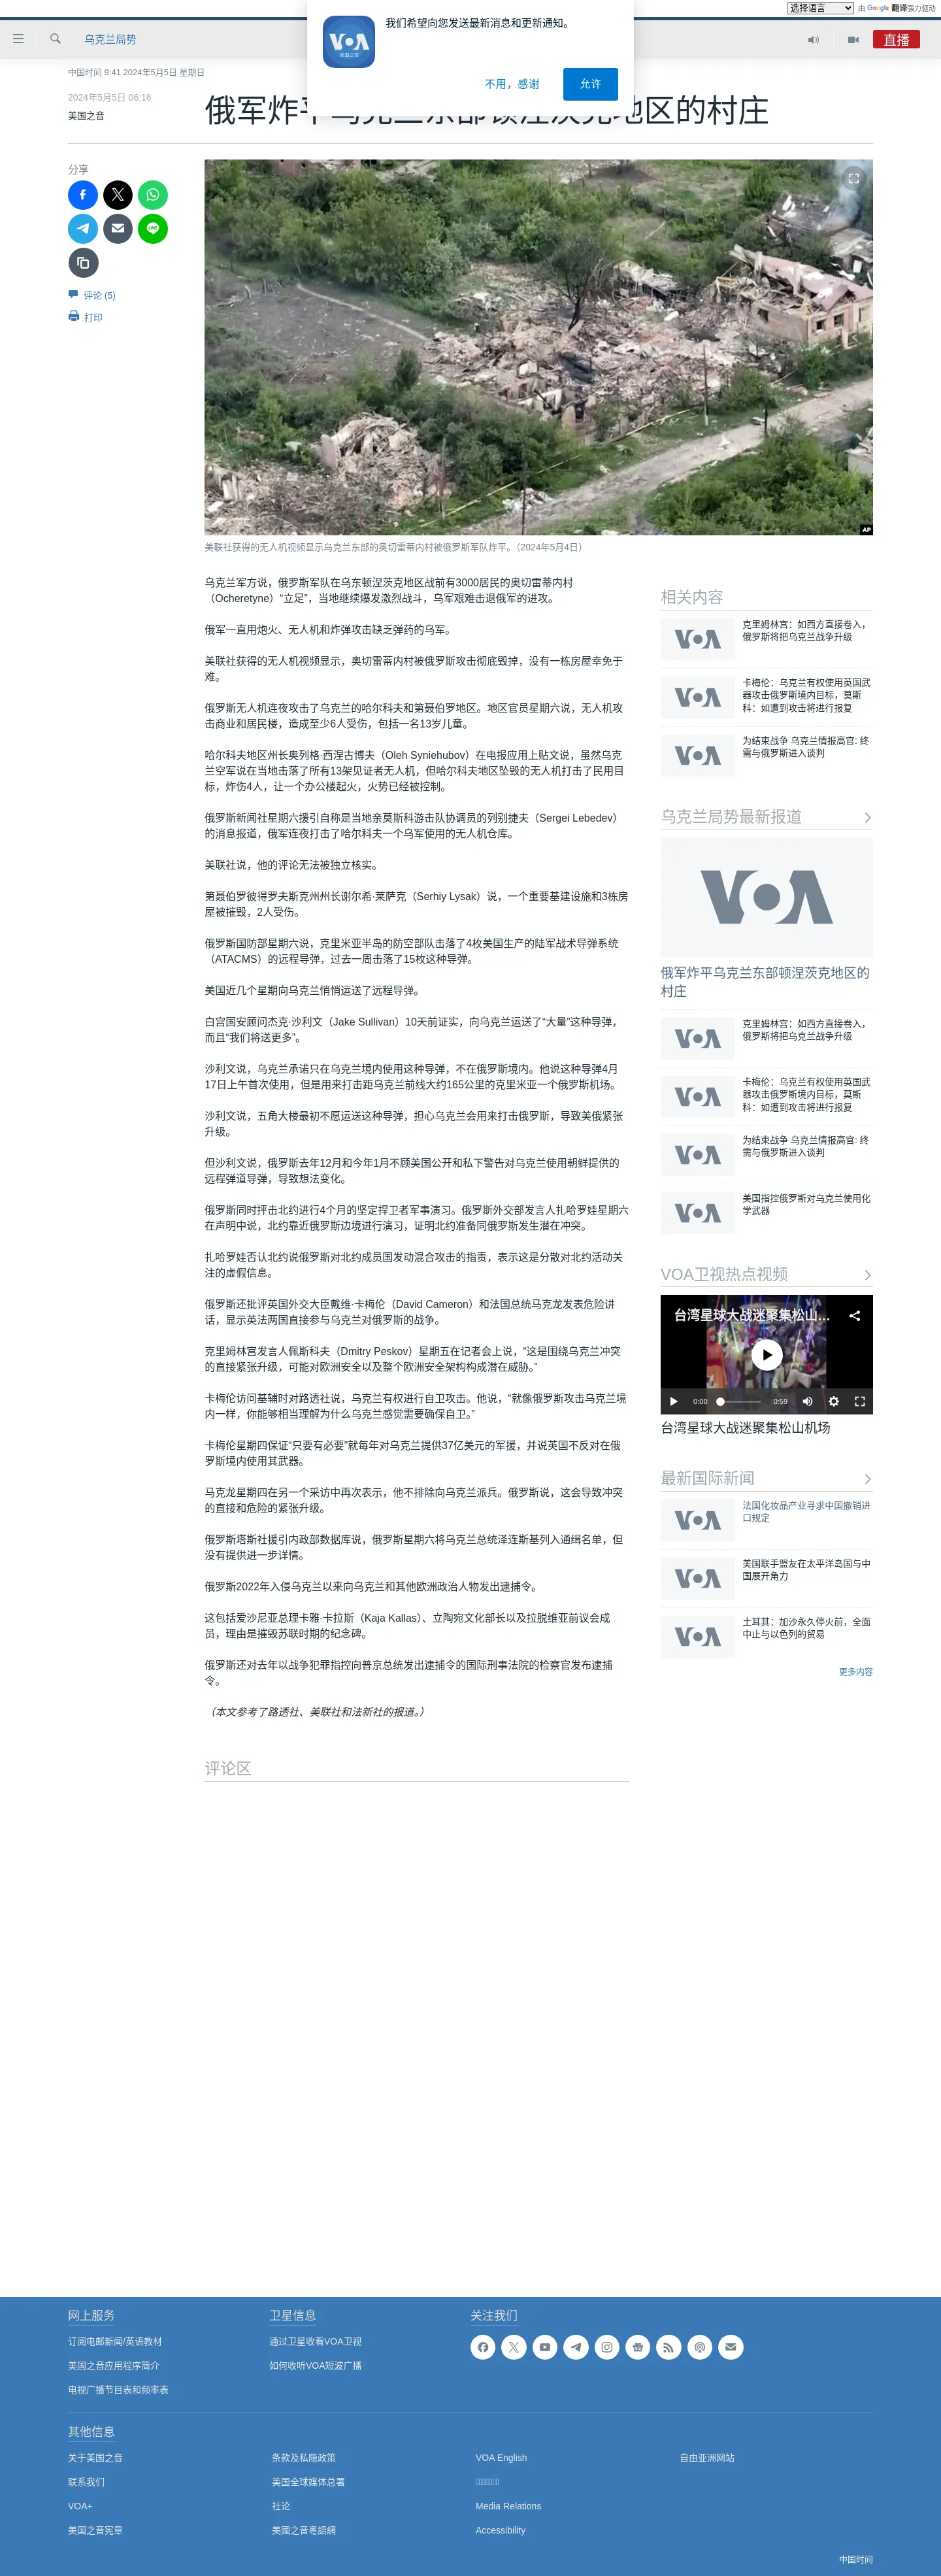 选择语言
由 Google 翻译强力驱动
我们希望向您发送最新消息和更新通知。
VOA
美国之音
不用，感谢
允许
乌克兰局势
直播
中国时间 9:41 2024年5月5日 星期日
2024年5月5日 06:16
美国之音
俄军炸平乌克兰东部顿涅茨克地区的村庄
分享
评论 (5)
打印
AP
美联社获得的无人机视频显示乌克兰东部的奥切雷蒂内村被俄罗斯军队炸平。（2024年5月4日）
乌克兰军方说，俄罗斯军队在乌东顿涅茨克地区战前有3000居民的奥切雷蒂内村
（Ocheretyne）“立足”，当地继续爆发激烈战斗，乌军艰难击退俄军的进攻。
俄军一直用炮火、无人机和炸弹攻击缺乏弹药的乌军。
美联社获得的无人机视频显示，奥切雷蒂内村被俄罗斯攻击彻底毁掉，没有一栋房屋幸免于
难。
俄罗斯无人机连夜攻击了乌克兰的哈尔科夫和第聂伯罗地区。地区官员星期六说，无人机攻
击商业和居民楼，造成至少6人受伤，包括一名13岁儿童。
哈尔科夫地区州长奥列格·西涅古博夫（Oleh Syniehubov）在电报应用上贴文说，虽然乌克
兰空军说在当地击落了所有13架见证者无人机，但哈尔科夫地区坠毁的无人机打击了民用目
标，炸伤4人，让一个办公楼起火，火势已经被控制。
俄罗斯新闻社星期六援引自称是当地亲莫斯科游击队协调员的列别捷夫（Sergei Lebedev）
的消息报道，俄军连夜打击了哈尔科夫一个乌军使用的无人机仓库。
美联社说，他的评论无法被独立核实。
第聂伯罗彼得罗夫斯克州州长谢尔希·莱萨克（Serhiy Lysak）说，一个重要基建设施和3栋房
屋被摧毁，2人受伤。
俄罗斯国防部星期六说，克里米亚半岛的防空部队击落了4枚美国生产的陆军战术导弹系统
（ATACMS）的远程导弹，过去一周击落了15枚这种导弹。
美国近几个星期向乌克兰悄悄运送了远程导弹。
白宫国安顾问杰克·沙利文（Jake Sullivan）10天前证实，向乌克兰运送了“大量”这种导弹，
而且“我们将送更多”。
沙利文说，乌克兰承诺只在乌克兰境内使用这种导弹，不在俄罗斯境内。他说这种导弹4月
17日上午首次使用，但是用来打击距乌克兰前线大约165公里的克里米亚一个俄罗斯机场。
沙利文说，五角大楼最初不愿运送这种导弹，担心乌克兰会用来打击俄罗斯，导致美俄紧张
升级。
但沙利文说，俄罗斯去年12月和今年1月不顾美国公开和私下警告对乌克兰使用朝鲜提供的
远程弹道导弹，导致想法变化。
俄罗斯同时抨击北约进行4个月的坚定捍卫者军事演习。俄罗斯外交部发言人扎哈罗娃星期六
在声明中说，北约靠近俄罗斯边境进行演习，证明北约准备同俄罗斯发生潜在冲突。
扎哈罗娃否认北约说俄罗斯对北约成员国发动混合攻击的指责，表示这是分散对北约活动关
注的虚假信息。
俄罗斯还批评英国外交大臣戴维·卡梅伦（David Cameron）和法国总统马克龙发表危险讲
话，显示英法两国直接参与乌克兰对俄罗斯的战争。
克里姆林宫发言人佩斯科夫（Dmitry Peskov）星期五在记者会上说，“这是围绕乌克兰冲突
的直接紧张升级，可能对欧洲安全以及整个欧洲安全架构构成潜在威胁。”
卡梅伦访问基辅时对路透社说，乌克兰有权进行自卫攻击。他说，“就像俄罗斯攻击乌克兰境
内一样，你能够相当理解为什么乌克兰感觉需要确保自卫。”
卡梅伦星期四保证“只要有必要”就每年对乌克兰提供37亿美元的军援，并说英国不反对在俄
罗斯境内使用其武器。
马克龙星期四在另一个采访中再次表示，他不排除向乌克兰派兵。俄罗斯说，这会导致冲突
的直接和危险的紧张升级。
俄罗斯塔斯社援引内政部数据库说，俄罗斯星期六将乌克兰总统泽连斯基列入通缉名单，但
没有提供进一步详情。
俄罗斯2022年入侵乌克兰以来向乌克兰和其他欧洲政治人物发出逮捕令。
这包括爱沙尼亚总理卡雅·卡拉斯（Kaja Kallas）、立陶宛文化部长以及拉脱维亚前议会成
员，理由是摧毁苏联时期的纪念碑。
俄罗斯还对去年以战争犯罪指控向普京总统发出逮捕令的国际刑事法院的检察官发布逮捕
令。
（本文参考了路透社、美联社和法新社的报道。）
评论区
相关内容
VOA
克里姆林宫：如西方直接卷入，
俄罗斯将把乌克兰战争升级
VOA
卡梅伦：乌克兰有权使用英国武
器攻击俄罗斯境内目标，莫斯
科：如遭到攻击将进行报复
VOA
为结束战争 乌克兰情报高官: 终
需与俄罗斯进入谈判
乌克兰局势最新报道
VOA
俄军炸平乌克兰东部顿涅茨克地区的
村庄
VOA
克里姆林宫：如西方直接卷入，
俄罗斯将把乌克兰战争升级
VOA
卡梅伦：乌克兰有权使用英国武
器攻击俄罗斯境内目标，莫斯
科：如遭到攻击将进行报复
VOA
为结束战争 乌克兰情报高官: 终
需与俄罗斯进入谈判
VOA
美国指控俄罗斯对乌克兰使用化
学武器
VOA卫视热点视频
台湾星球大战迷聚集松山...
0:00
0:59
台湾星球大战迷聚集松山机场
最新国际新闻
VOA
法国化妆品产业寻求中国撤销进
口规定
VOA
美国联手盟友在太平洋岛国与中
国展开角力
VOA
土耳其：加沙永久停火前，全面
中止与以色列的贸易
更多内容
网上服务
订阅电邮新闻/英语教材
美国之音应用程序简介
电视广播节目表和频率表
卫星信息
通过卫星收看VOA卫视
如何收听VOA短波广播
关注我们
其他信息
关于美国之音
条款及私隐政策
VOA English
自由亚洲网站
联系我们
美国全球媒体总署
VOA+
社论
Media Relations
美国之音宪章
美國之音粵語網
Accessibility
中国时间